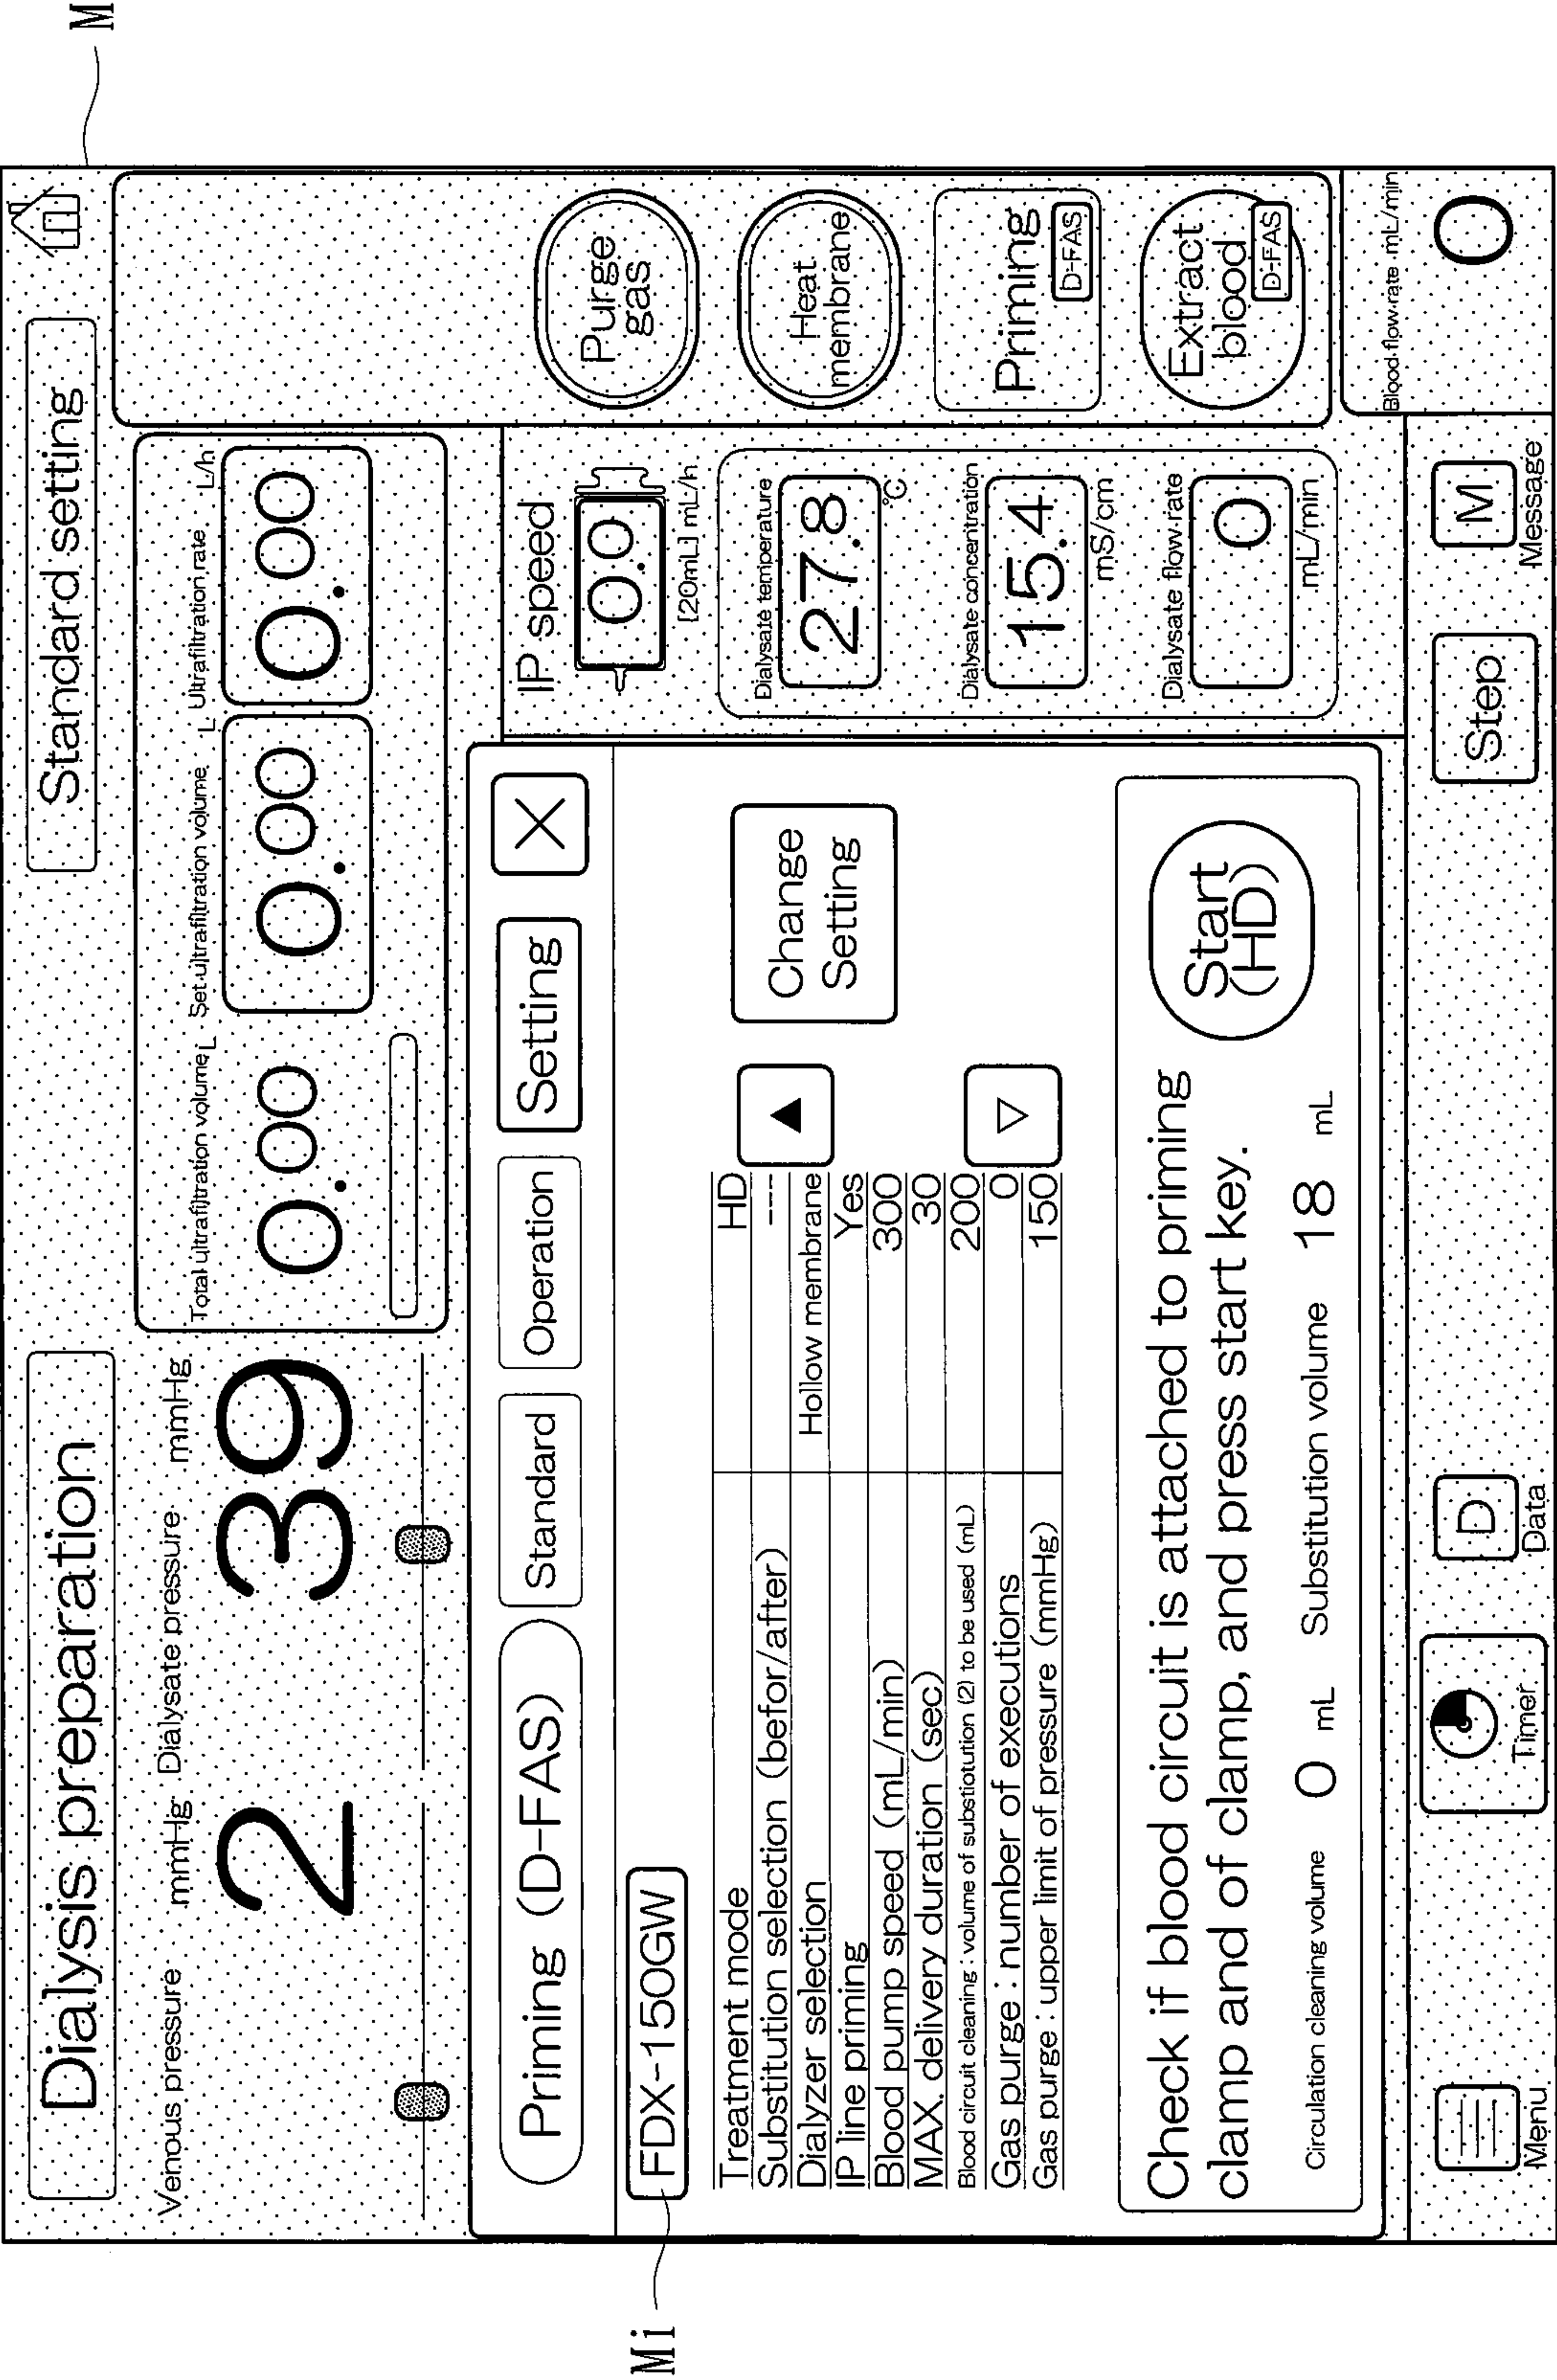 M
Dialysis preparation
Standard setting
Venous pressure mmHg
2
Dialysate pressure mmHg
39
Total ultrafiltration volume L
0.00
Set ultrafiltration volume L
0.00
Ultrafiltration rate L/h
0.00
Priming (D-FAS)
Standard
Operation
Setting
X
Mi
FDX-150GW
Treatment mode HD
Substitution selection (befor/after) ---
Dialyzer selection Hollow membrane
IP line priming Yes
Blood pump speed (mL/min) 300
MAX. delivery duration (sec) 30
Blood circuit cleaning : volume of substiotution (2) to be used (mL) 200
Gas purge : number of executions 0
Gas purge : upper limit of pressure (mmHg) 150
▲
▽
Change
Setting
Check if blood circuit is attached to priming
clamp and of clamp, and press start key.
Circulation cleaning volume 0 mL Substitution volume 18 mL
Start
(HD)
IP speed
0.0
[20mL] mL/h
Dialysate temperature
27.8
°C
Dialysate concentration
15.4
mS/cm
Dialysate flow rate
0
mL/min
Purge
gas
Heat
membrane
Priming
D-FAS
Extract
blood
D-FAS
Blood flow rate mL/min
0
Menu
Timer
D
Data
Step
M
Message